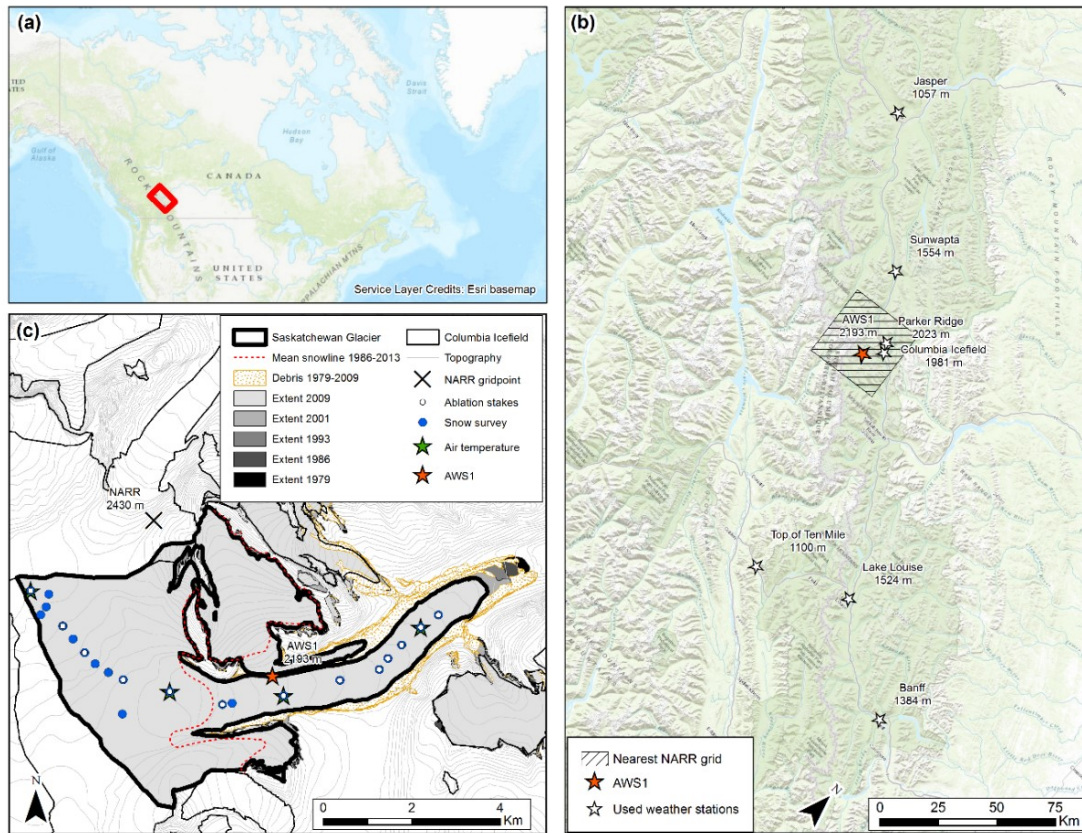 (a)
Gulf of
Alaska
ROCKY MOUNTAINS
CANADA
Hudson
Bay
Davis
Strait
UNITED
STATES
APPALACHIAN MTNS
Service Layer Credits: Esri basemap
(b)
Jasper
1057 m
Sunwapta
1554 m
AWS1
2193 m
Parker Ridge
2023 m
Columbia Icefield
1981 m
Top of Ten Mile
1100 m
Lake Louise
1524 m
Banff
1384 m
Nearest NARR grid
AWS1
Used weather stations
N
0 25 50 75
Km
(c)
Saskatchewan Glacier
Mean snowline 1986-2013
Debris 1979-2009
Extent 2009
Extent 2001
Extent 1993
Extent 1986
Extent 1979
Columbia Icefield
Topography
NARR gridpoint
Ablation stakes
Snow survey
Air temperature
AWS1
NARR
2430 m
AWS1
2193 m
N
0 2 4
Km